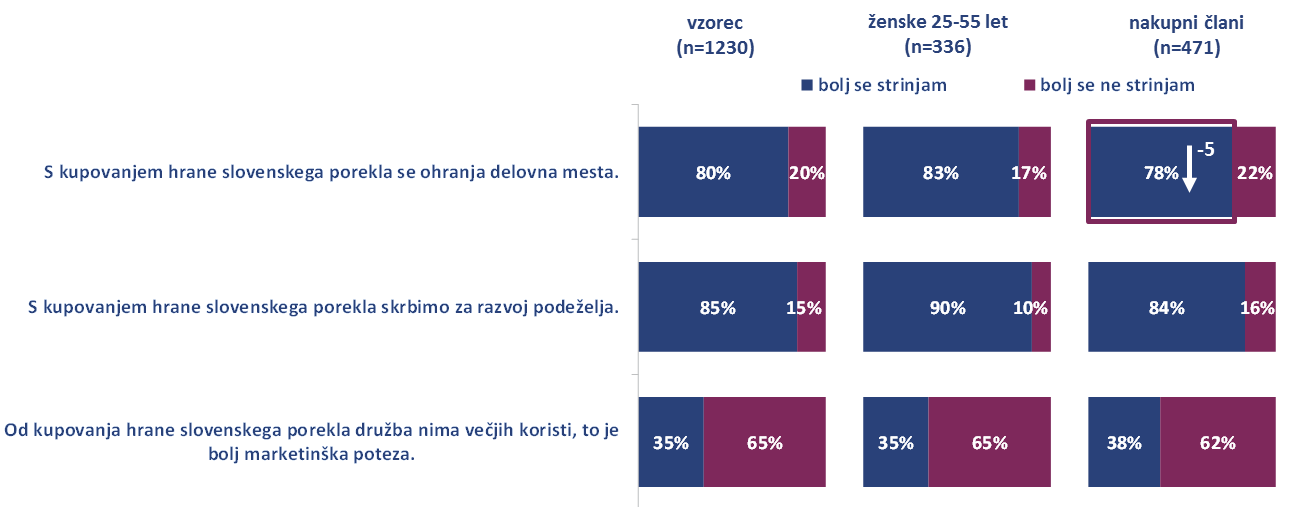 vzorec
(n=1230)
ženske 25-55 let
(n=336)
nakupni člani
(n=471)
bolj se strinjam
bolj se ne strinjam
S kupovanjem hrane slovenskega porekla se ohranja delovna mesta.
80%
20%
83%
17%
78%
-5
22%
S kupovanjem hrane slovenskega porekla skrbimo za razvoj podeželja.
85%
15%
90%
10%
84%
16%
Od kupovanja hrane slovenskega porekla družba nima večjih koristi, to je
bolj marketinška poteza.
35%
65%
35%
65%
38%
62%